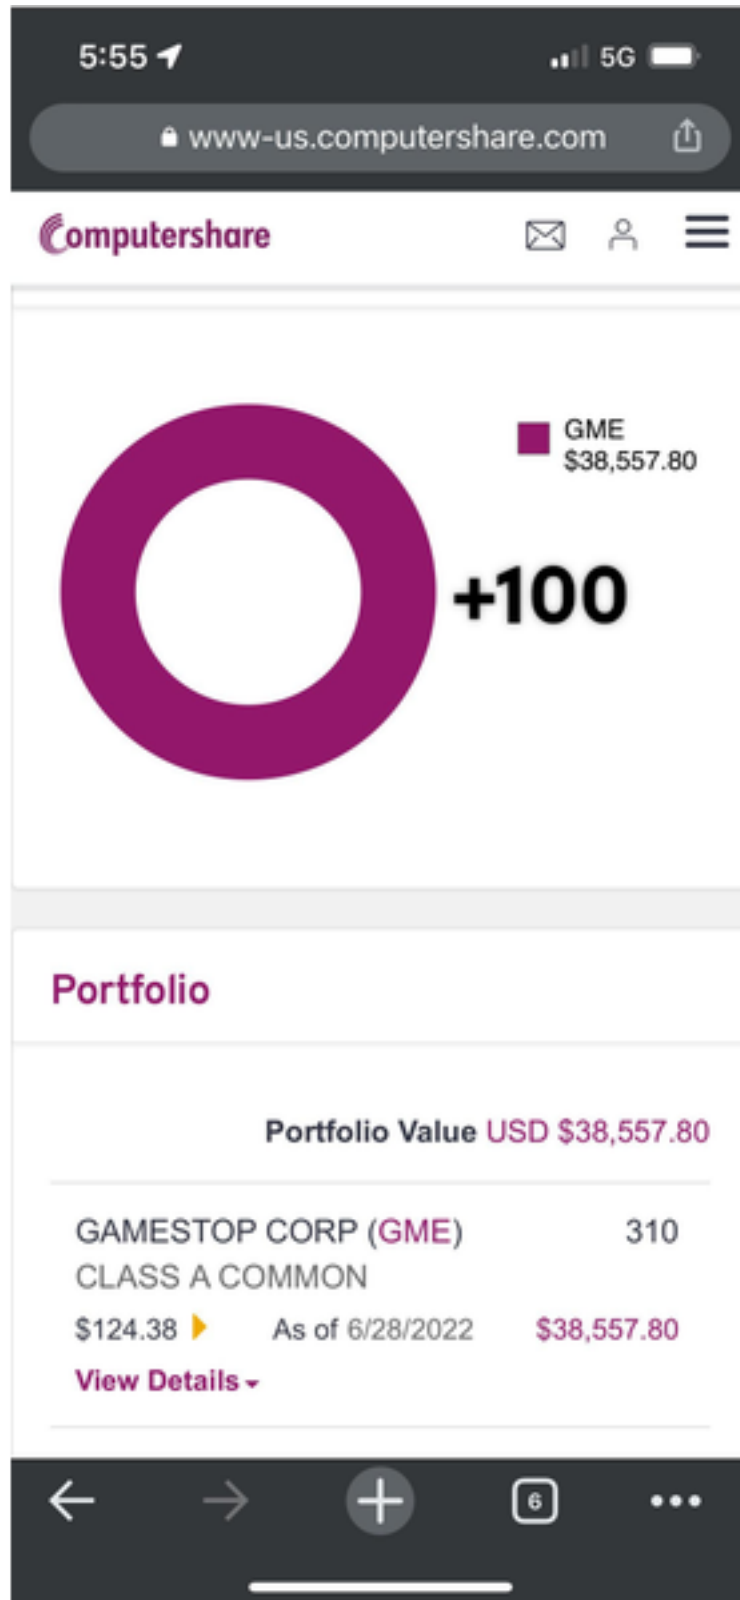 5:55 5G
www-us.computershare.com
Computershare
GME
$38,557.80
+100
Portfolio
Portfolio Value USD $38,557.80
GAMESTOP CORP (GME) 310
CLASS A COMMON
$124.38 As of 6/28/2022 $38,557.80
View Details
6